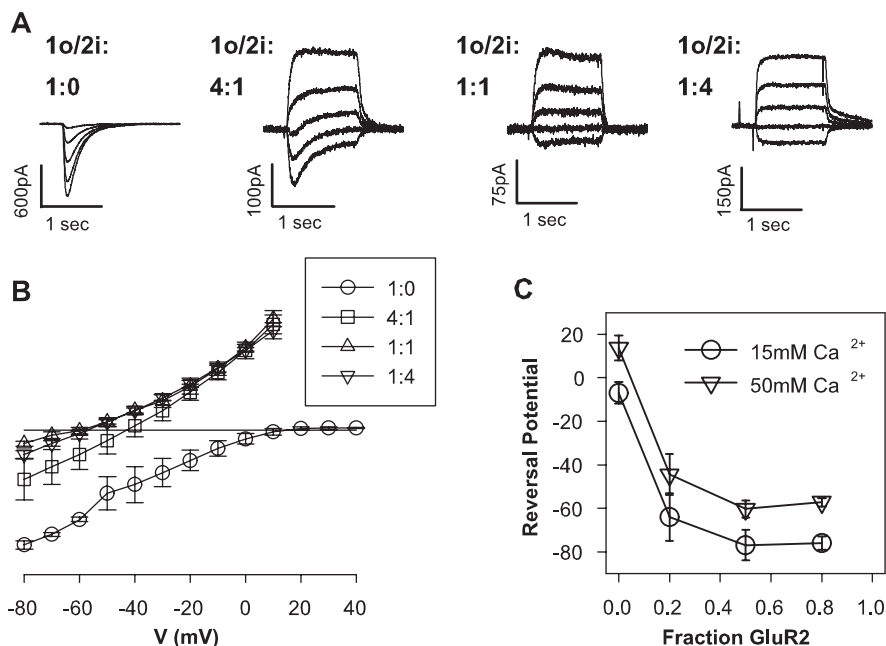 A
1o/2i:
1:0
1o/2i:
4:1
1o/2i:
1:1
1o/2i:
1:4
600pA
1 sec
100pA
1 sec
75pA
1 sec
150pA
1 sec
B
1:0
4:1
1:1
1:4
-80 -60 -40 -20 0 20 40
V (mV)
C
15mM Ca 2+
50mM Ca 2+
Reversal Potential
20
0
-20
-40
-60
-80
0.0 0.2 0.4 0.6 0.8 1.0
Fraction GluR2